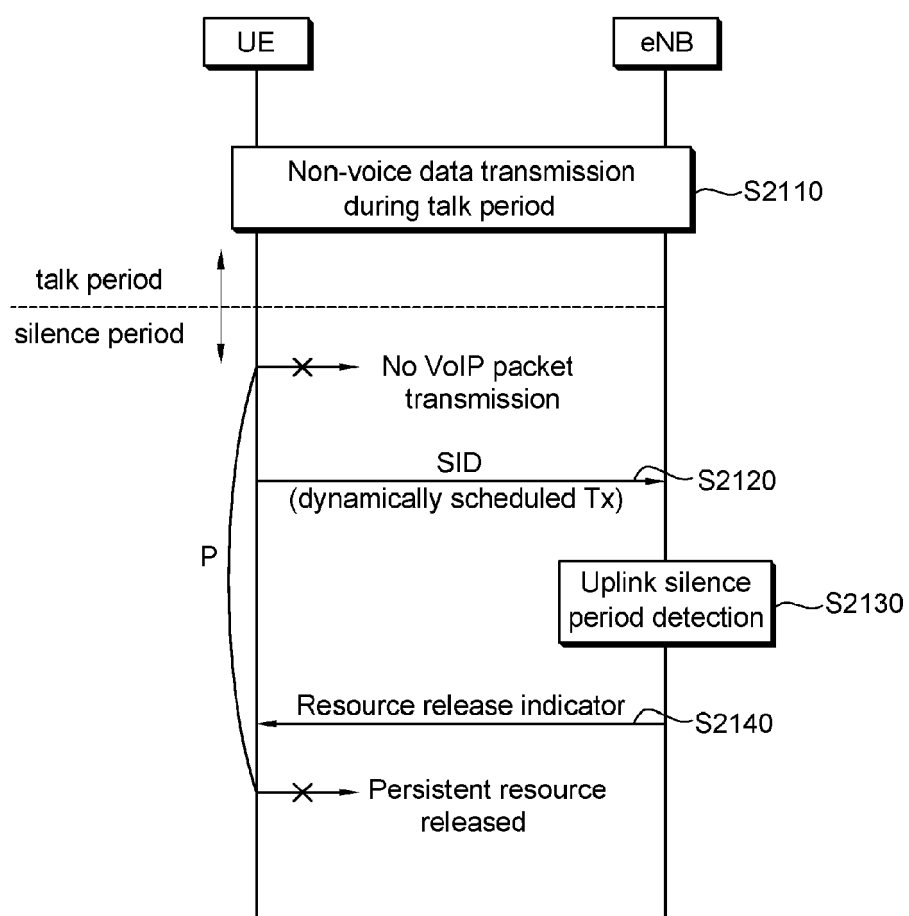 UE
eNB
Non-voice data transmission
during talk period
S2110
talk period
silence period
No VoIP packet
transmission
SID
(dynamically scheduled Tx)
S2120
P
Uplink silence
period detection
S2130
Resource release indicator
S2140
Persistent resource
released